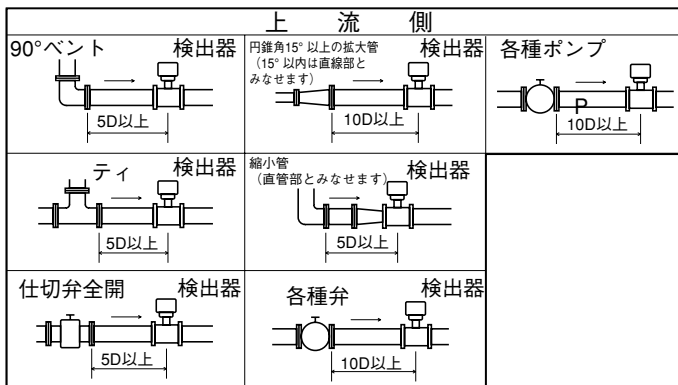 上流側
90°ベント
検出器
5D以上
円錐角15°以上の拡大管
(15°以内は直線部と
みなせます)
検出器
10D以上
各種ポンプ
検出器
P
10D以上
ティ
検出器
5D以上
縮小管
(直管部とみなせます)
検出器
5D以上
仕切弁全開
検出器
5D以上
各種弁
検出器
10D以上